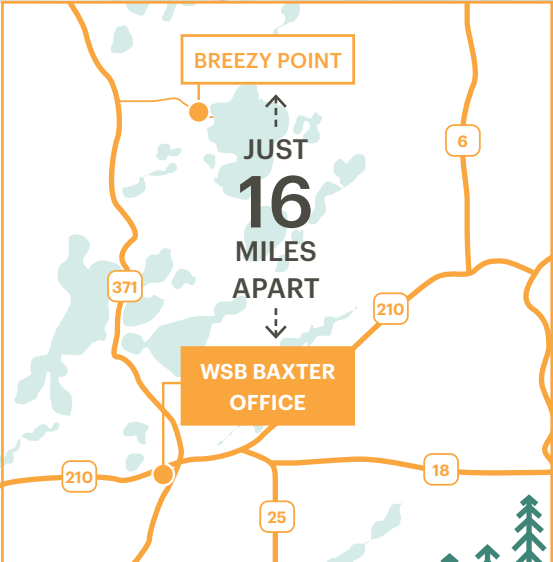 BREEZY POINT
JUST
16
MILES
APART
6
371
210
WSB BAXTER
OFFICE
210
18
25